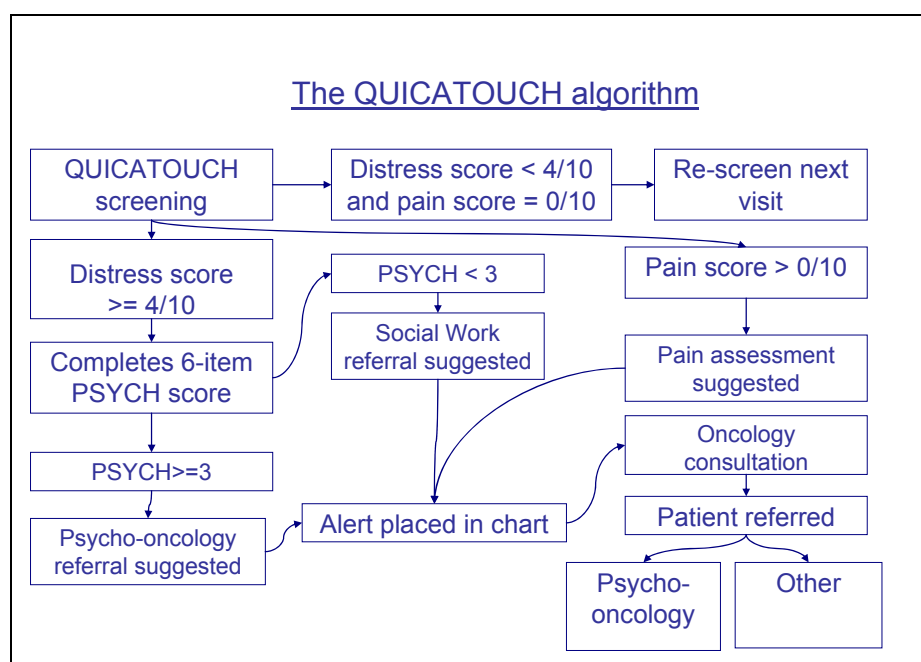 The QUICATOUCH algorithm
QUICATOUCH
screening
Distress score < 4/10
and pain score = 0/10
Re-screen next
visit
Distress score
>= 4/10
PSYCH < 3
Pain score > 0/10
Social Work
referral suggested
Completes 6-item
PSYCH score
Pain assessment
suggested
Oncology
consultation
PSYCH>=3
Alert placed in chart
Patient referred
Psycho-oncology
referral suggested
Psycho-
oncology
Other